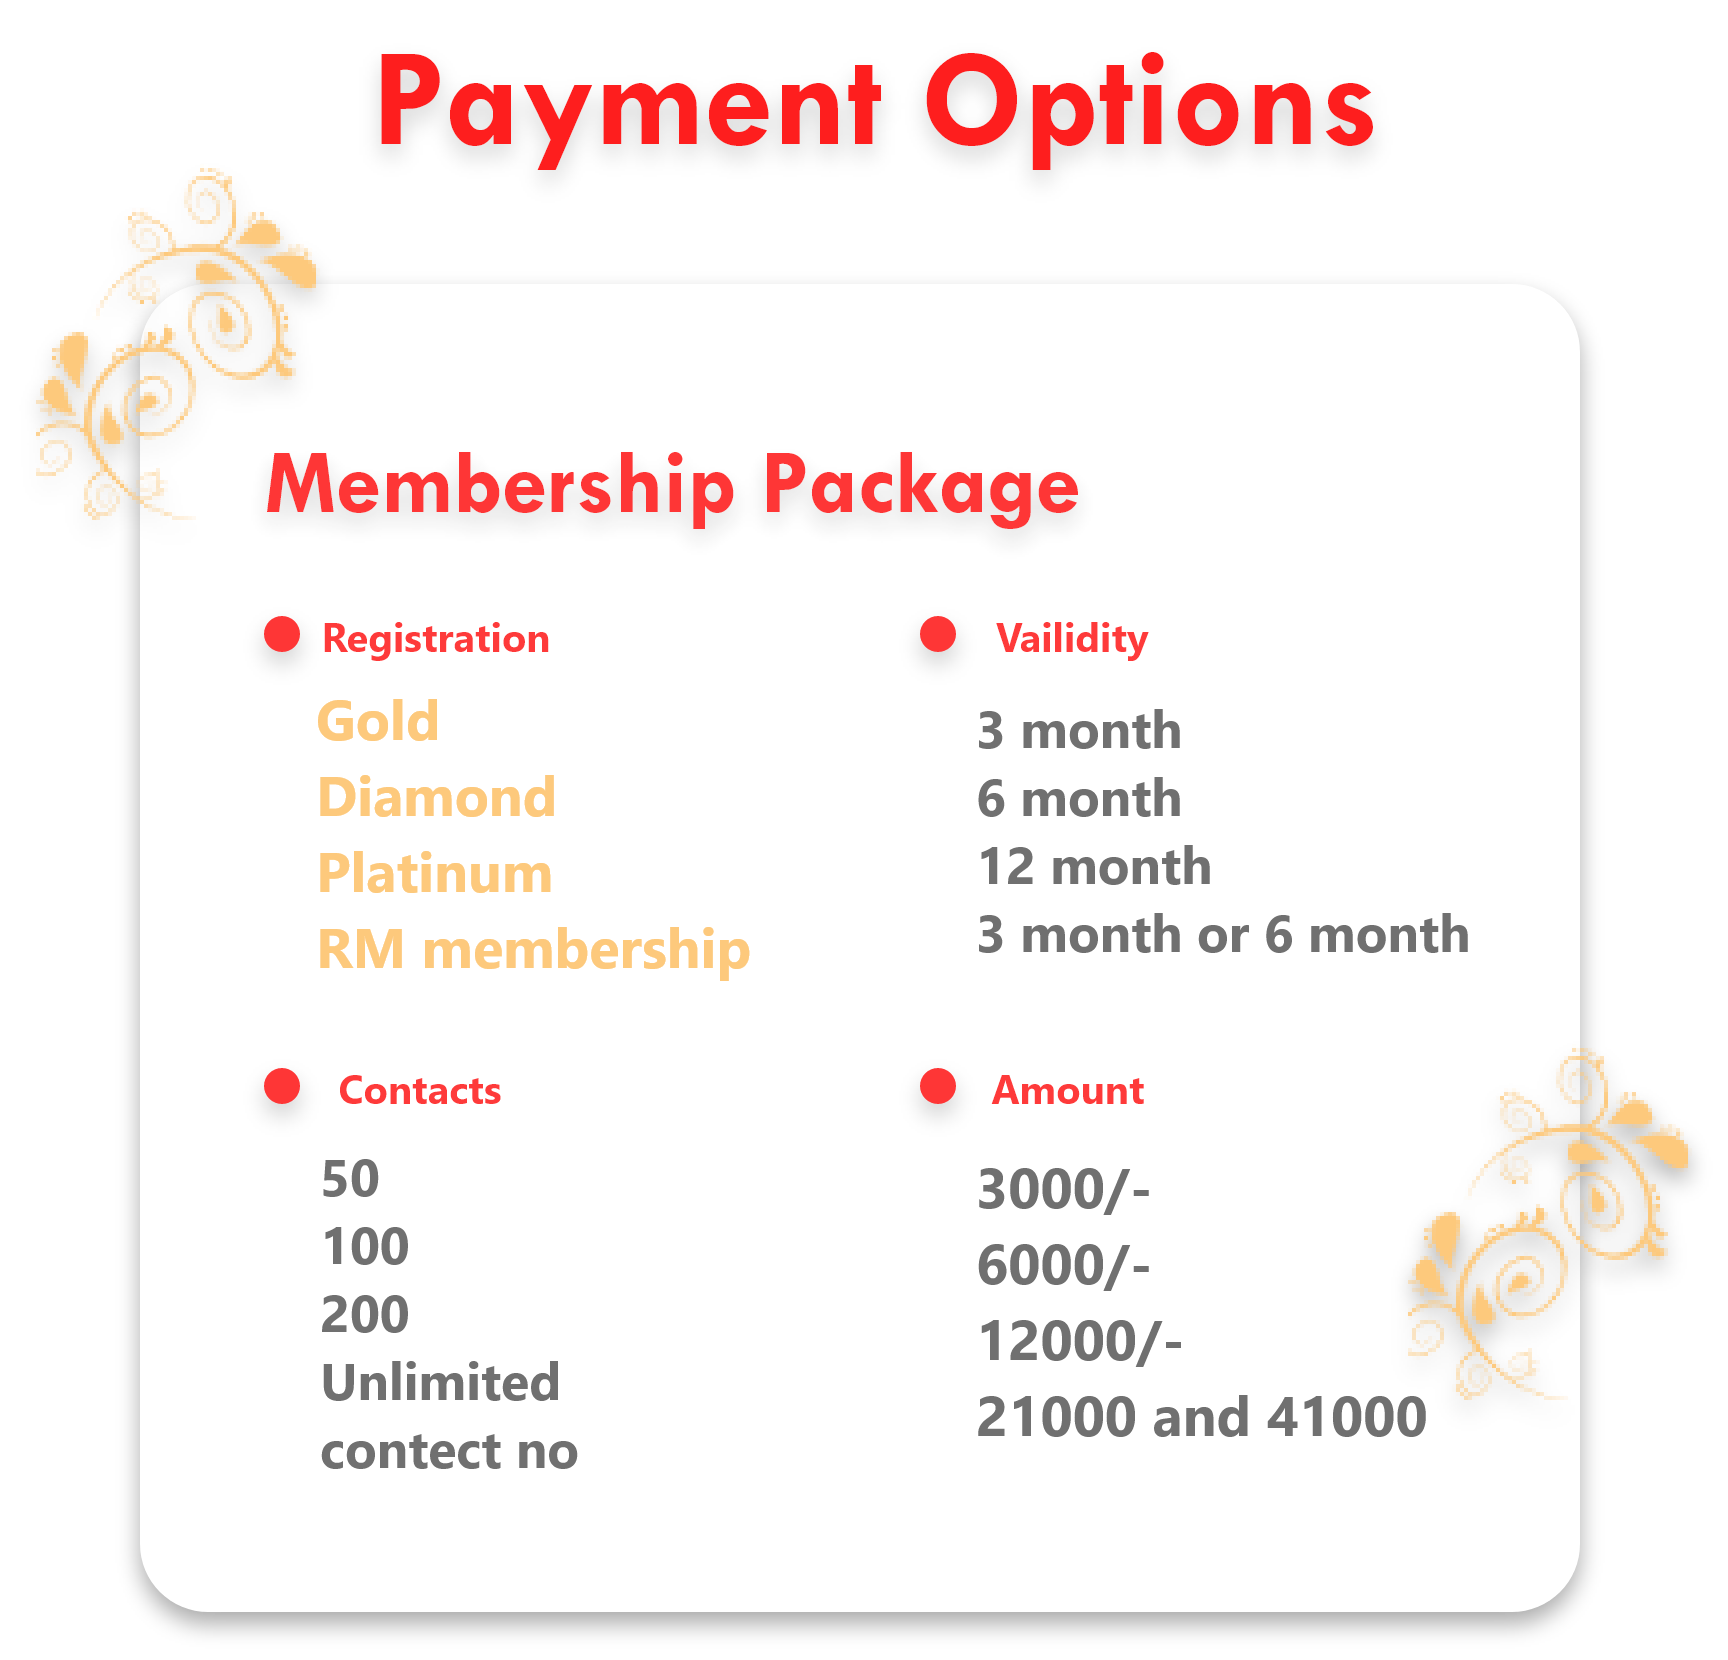 Payment Options
Membership Package
Registration
Gold
Diamond
Platinum
RM membership
Vailidity
3 month
6 month
12 month
3 month or 6 month
Contacts
50
100
200
Unlimited
contect no
Amount
3000/-
6000/-
12000/-
21000 and 41000